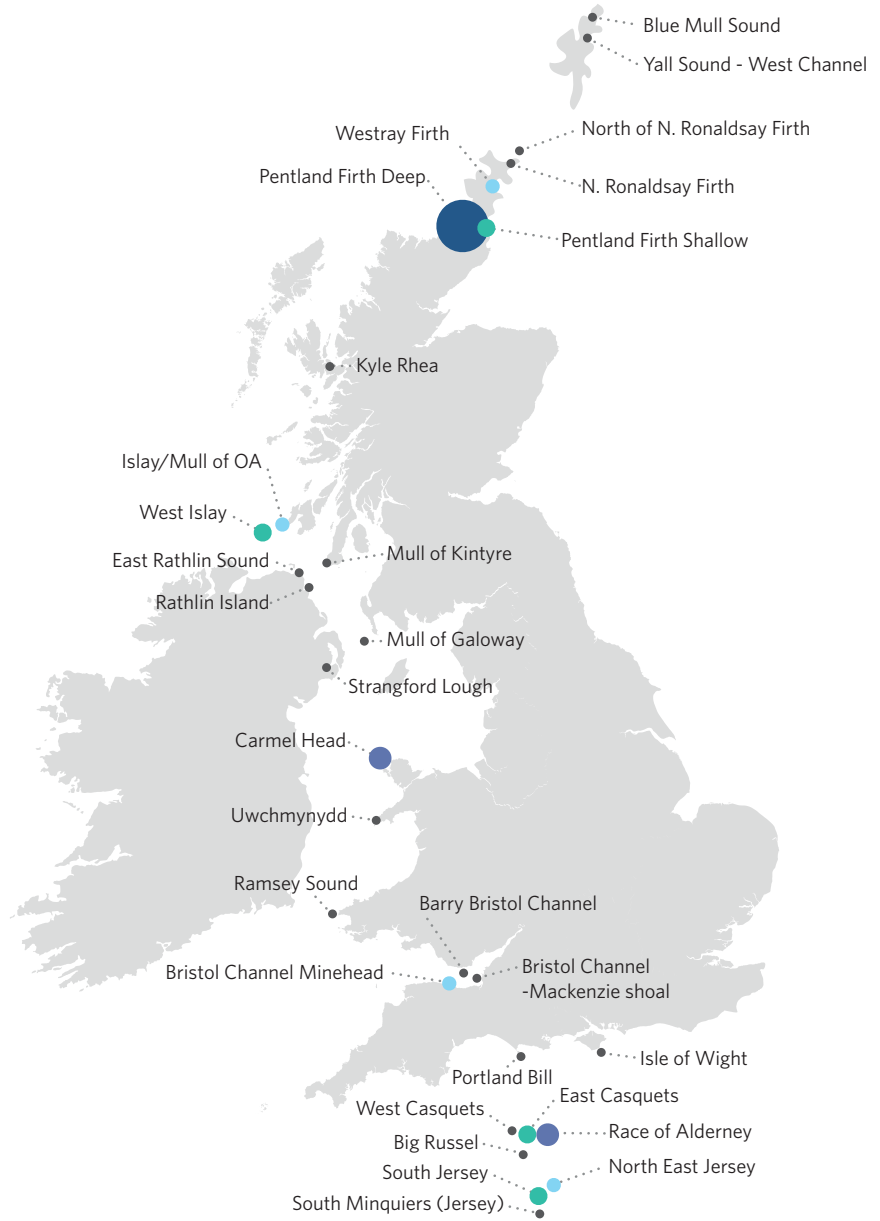 Blue Mull Sound
Yall Sound - West Channel
North of N. Ronaldsay Firth
Westray Firth
Pentland Firth Deep
N. Ronaldsay Firth
Pentland Firth Shallow
Kyle Rhea
Islay/Mull of OA
West Islay
East Rathlin Sound
Mull of Kintyre
Rathlin Island
Mull of Galoway
Strangford Lough
Carmel Head
Uwchmynydd
Ramsey Sound
Barry Bristol Channel
Bristol Channel Minehead
Bristol Channel
-Mackenzie shoal
Isle of Wight
Portland Bill
East Casquets
West Casquets
Race of Alderney
Big Russel
North East Jersey
South Jersey
South Minquiers (Jersey)